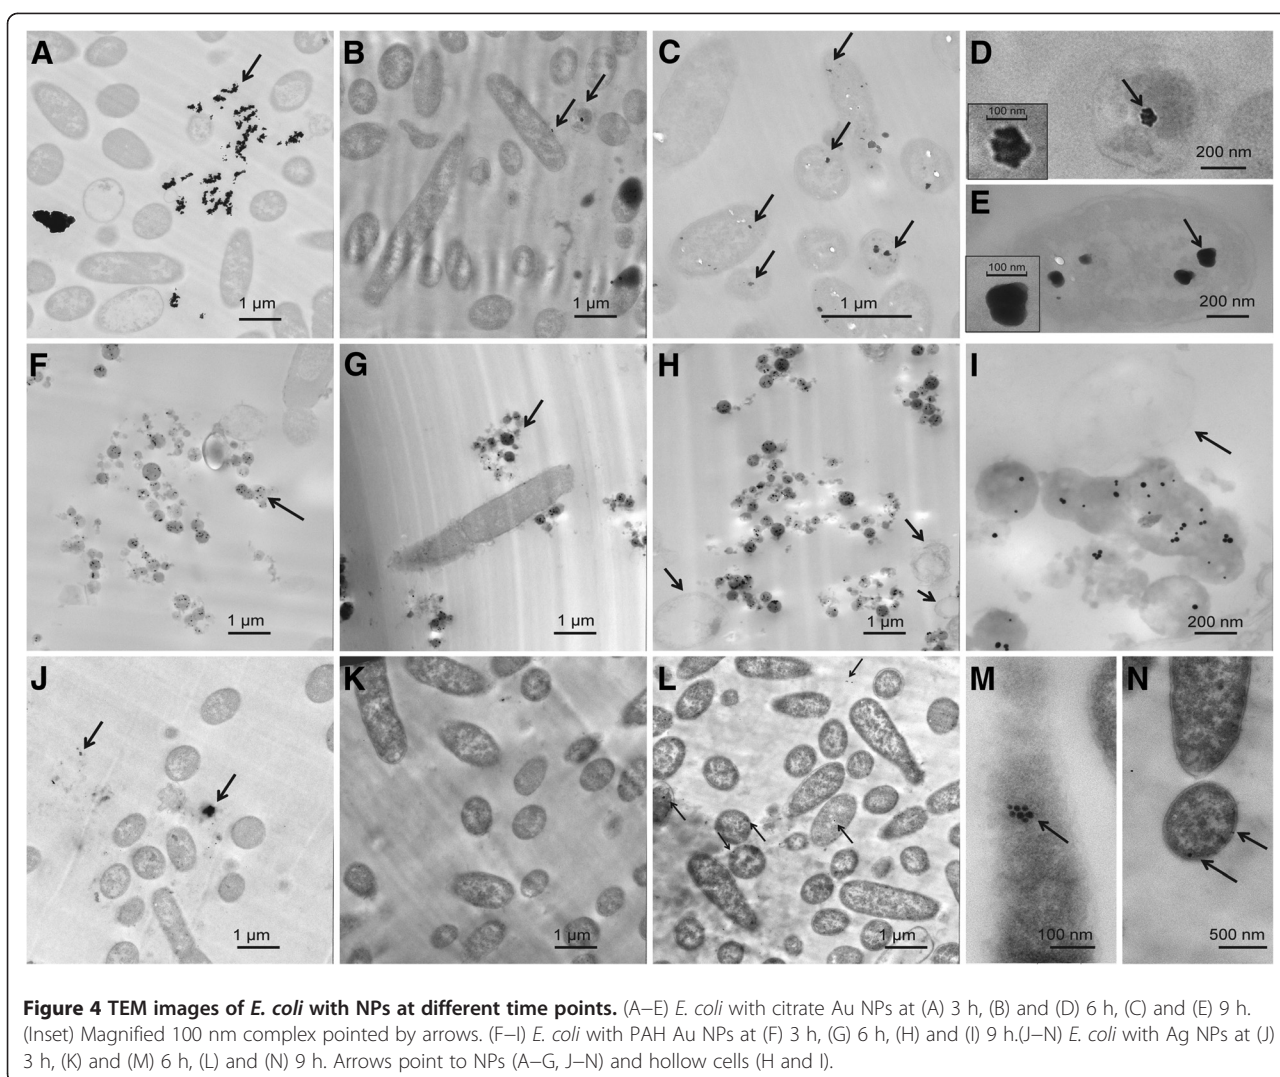 A
1 µm
B
1 µm
C
1 µm
D
100 nm
200 nm
E
100 nm
200 nm
F
1 µm
G
1 µm
H
1 µm
I
200 nm
J
1 µm
K
1 µm
L
1 µm
M
100 nm
N
500 nm
Figure 4 TEM images of E. coli with NPs at different time points. (A–E) E. coli with citrate Au NPs at (A) 3 h, (B) and (D) 6 h, (C) and (E) 9 h.
(Inset) Magnified 100 nm complex pointed by arrows. (F–I) E. coli with PAH Au NPs at (F) 3 h, (G) 6 h, (H) and (I) 9 h.(J–N) E. coli with Ag NPs at (J)
3 h, (K) and (M) 6 h, (L) and (N) 9 h. Arrows point to NPs (A–G, J–N) and hollow cells (H and I).